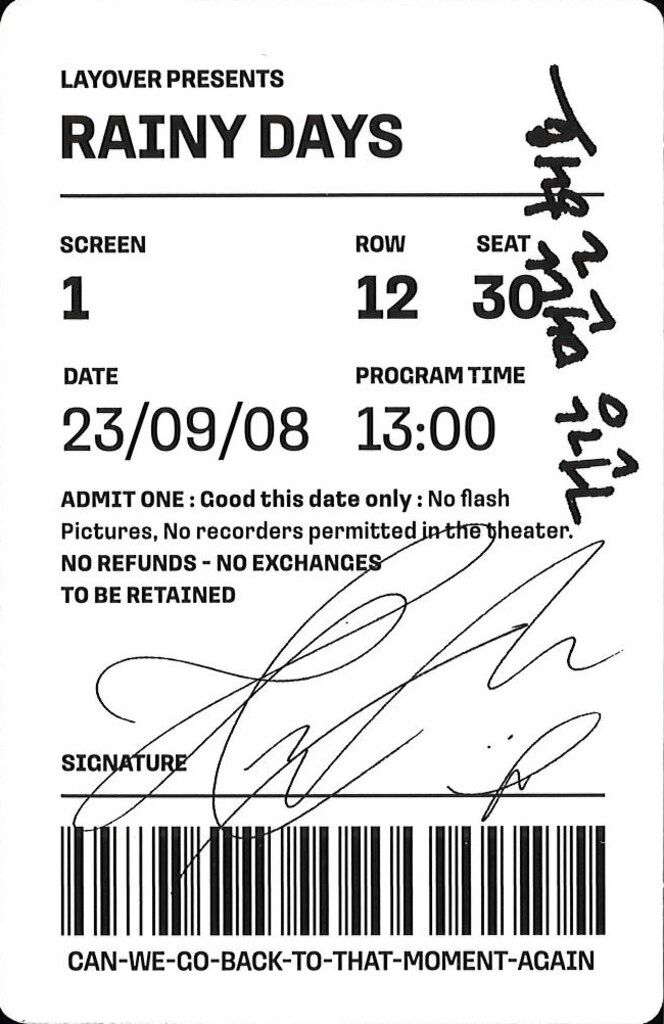 LAYOVER PRESENTS
RAINY DAYS
SCREEN
ROW
SEAT
1
12
30
DATE
PROGRAM TIME
23/09/08
13:00
ADMIT ONE : Good this date only : No flash
Pictures, No recorders permitted in the theater.
NO REFUNDS - NO EXCHANGES
TO BE RETAINED
SIGNATURE
CAN-WE-GO-BACK-TO-THAT-MOMENT-AGAIN